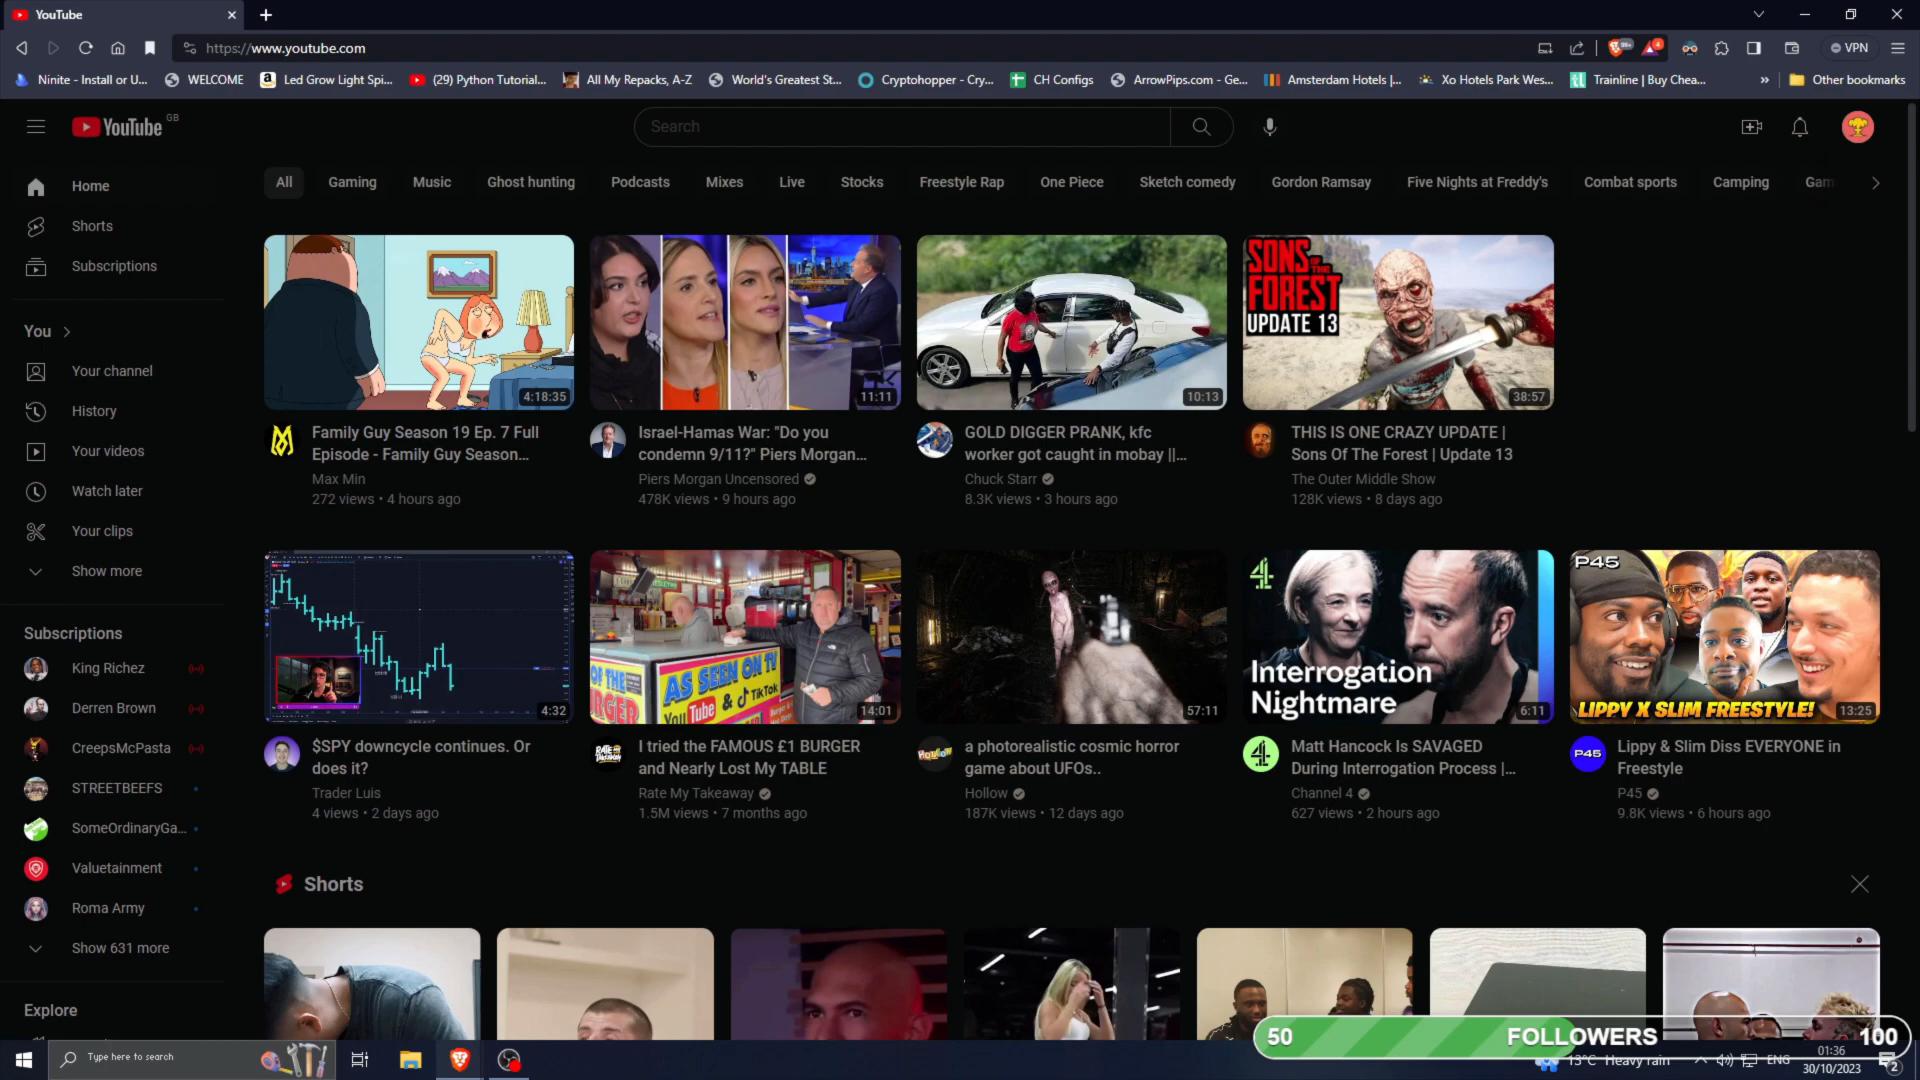 YouTube
https://www.youtube.com
VPN
Ninite - Install or U...
WELCOME
Led Grow Light Spi...
(29) Python Tutorial...
All My Repacks, A-Z
World's Greatest St...
Cryptohopper - Cry...
CH Configs
ArrowPips.com - Ge...
Amsterdam Hotels |...
Xo Hotels Park Wes...
Trainline | Buy Chea...
»
Other bookmarks
YouTube GB
Search
Home
Shorts
Subscriptions
You
Your channel
History
Your videos
Watch later
Your clips
Show more
Subscriptions
King Richez
Derren Brown
CreepsMcPasta
STREETBEEFS
SomeOrdinaryGa...
Valuetainment
Roma Army
Show 631 more
Explore
All
Gaming
Music
Ghost hunting
Podcasts
Mixes
Live
Stocks
Freestyle Rap
One Piece
Sketch comedy
Gordon Ramsay
Five Nights at Freddy's
Combat sports
Camping
Gam
4:18:35
Family Guy Season 19 Ep. 7 Full
Episode - Family Guy Season...
Max Min
272 views • 4 hours ago
11:11
Israel-Hamas War: "Do you
condemn 9/11?" Piers Morgan...
Piers Morgan Uncensored
478K views • 9 hours ago
10:13
GOLD DIGGER PRANK, kfc
worker got caught in mobay ||...
Chuck Starr
8.3K views • 3 hours ago
SONS
OF THE
FOREST
UPDATE 13
38:57
THIS IS ONE CRAZY UPDATE |
Sons Of The Forest | Update 13
The Outer Middle Show
128K views • 8 days ago
4:32
$SPY downcycle continues. Or
does it?
Trader Luis
4 views • 2 days ago
OF THE
BURGER
AS SEEN ON TV
YouTube & TikTok
14:01
I tried the FAMOUS £1 BURGER
and Nearly Lost My TABLE
Rate My Takeaway
1.5M views • 7 months ago
57:11
a photorealistic cosmic horror
game about UFOs..
Hollow
187K views • 12 days ago
4
Interrogation
Nightmare
6:11
Matt Hancock Is SAVAGED
During Interrogation Process |...
Channel 4
627 views • 2 hours ago
P45
LIPPY X SLIM FREESTYLE!
13:25
P45
Lippy & Slim Diss EVERYONE in
Freestyle
P45
9.8K views • 6 hours ago
Shorts
50 FOLLOWERS 100
Type here to search
13°C Heavy rain
ENG
01:36
30/10/2023
2